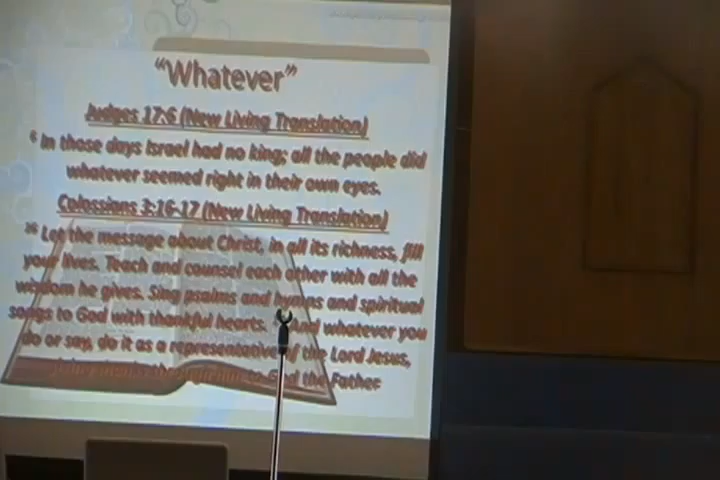 “Whatever”
Judges 17:6 (New Living Translation)
6 In those days Israel had no king; all the people did
whatever seemed right in their own eyes.
Colossians 3:16-17 (New Living Translation)
16 Let the message about Christ, in all its richness, fill
your lives. Teach and counsel each other with all the
wisdom he gives. Sing psalms and hymns and spiritual
songs to God with thankful hearts. And whatever you
do or say, do it as a representative of the Lord Jesus,
God the Father.